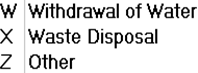 W Withdrawal of Water
X Waste Disposal
Z Other